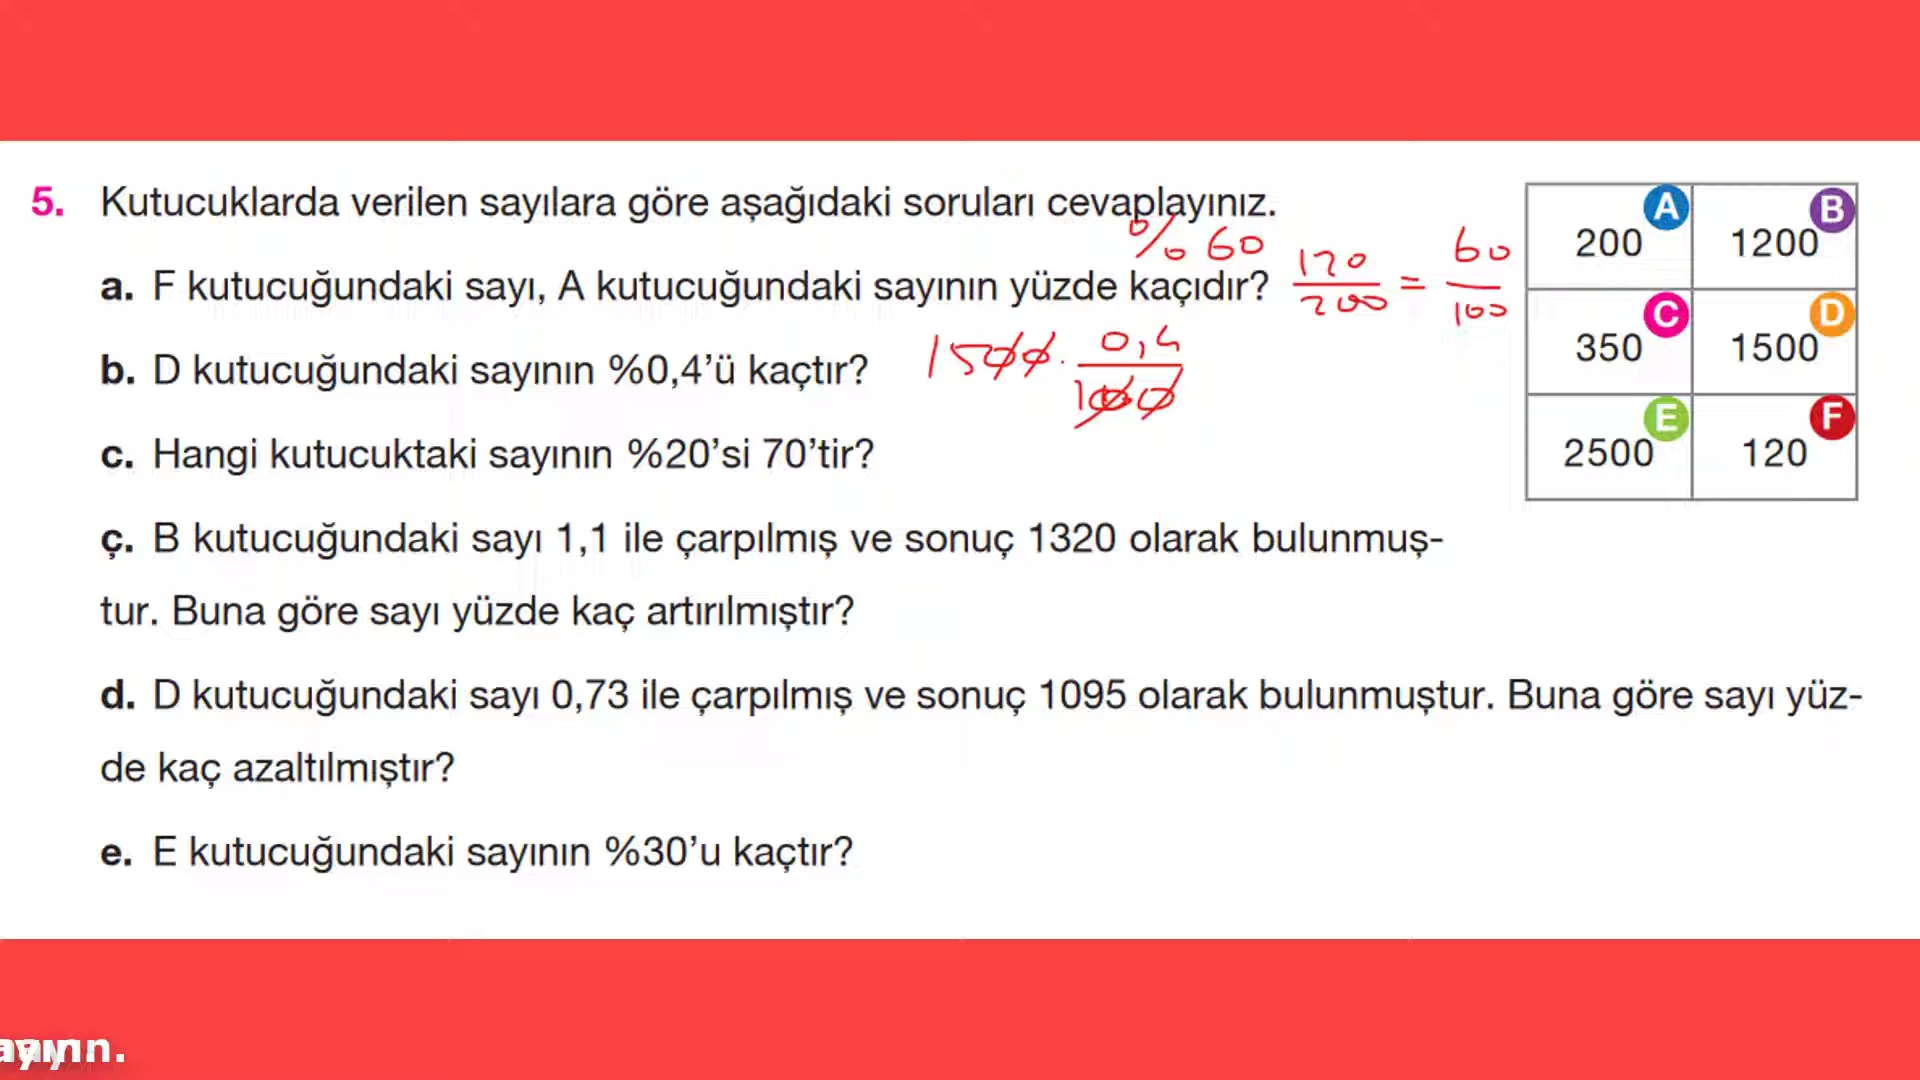 5. Kutucuklarda verilen sayılara göre aşağıdaki soruları cevaplayınız.
% 60
a. F kutucuğundaki sayı, A kutucuğundaki sayının yüzde kaçıdır? 120/200 = 60/100
b. D kutucuğundaki sayının %0,4'ü kaçtır? 1500 · 0,4/100
c. Hangi kutucuktaki sayının %20'si 70'tir?
ç. B kutucuğundaki sayı 1,1 ile çarpılmış ve sonuç 1320 olarak bulunmuş-
tur. Buna göre sayı yüzde kaç artırılmıştır?
d. D kutucuğundaki sayı 0,73 ile çarpılmış ve sonuç 1095 olarak bulunmuştur. Buna göre sayı yüz-
de kaç azaltılmıştır?
e. E kutucuğundaki sayının %30'u kaçtır?
A B
200 1200
C D
350 1500
E F
2500 120